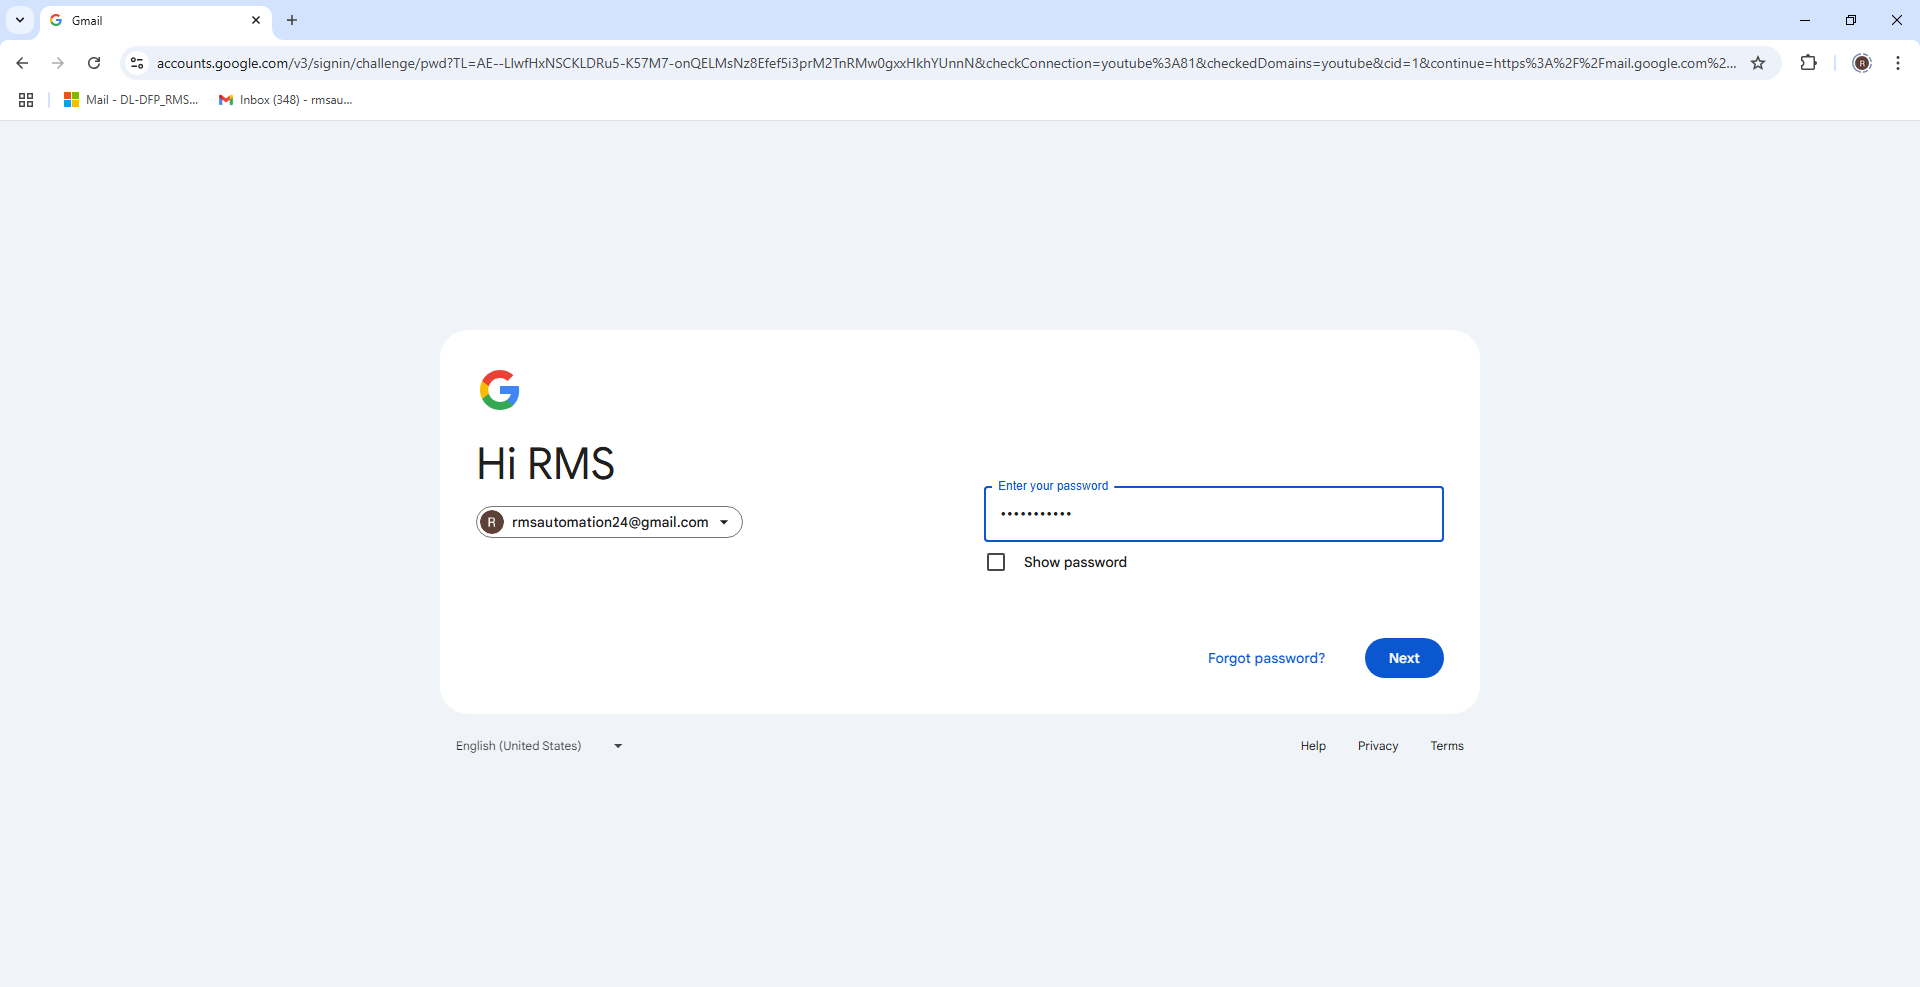 Gmail
accounts.google.com/v3/signin/challenge/pwd?TL=AE--LlwfHxNSCKLDRu5-K57M7-onQELMsNz8Efef5i3prM2TnRMw0gxxHkhYUnnN&checkConnection=youtube%3A81&checkedDomains=youtube&cid=1&continue=https%3A%2F%2Fmail.google.com%2...
R
Mail - DL-DFP_RMS...
Inbox (348) - rmsau...
Hi RMS
R rmsautomation24@gmail.com
Enter your password
•••••••••••
Show password
Forgot password?
Next
English (United States)
Help Privacy Terms